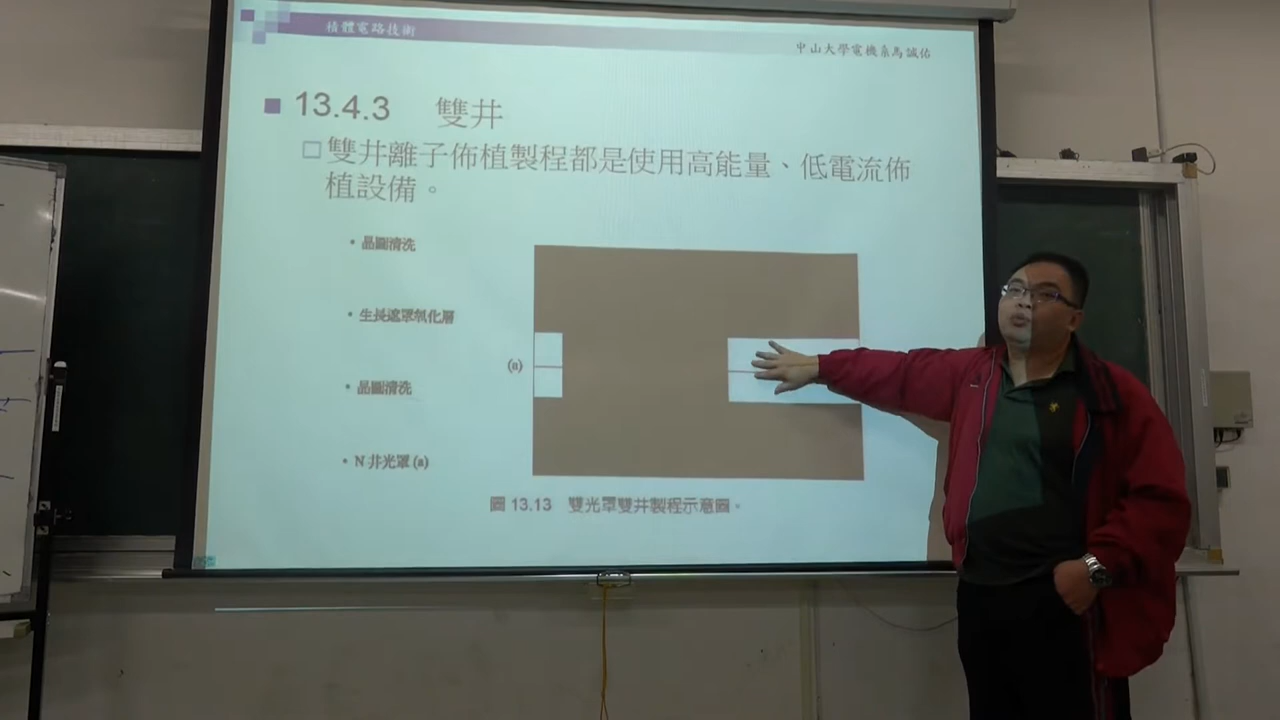 積體電路技術
中山大學電機系馬誠佑
13.4.3 雙井
雙井離子佈植製程都是使用高能量、低電流佈
植設備。
• 晶圓清洗
• 生長遮罩氧化層
(a)
• 晶圓清洗
• N 井光罩 (a)
圖 13.13 雙光罩雙井製程示意圖。